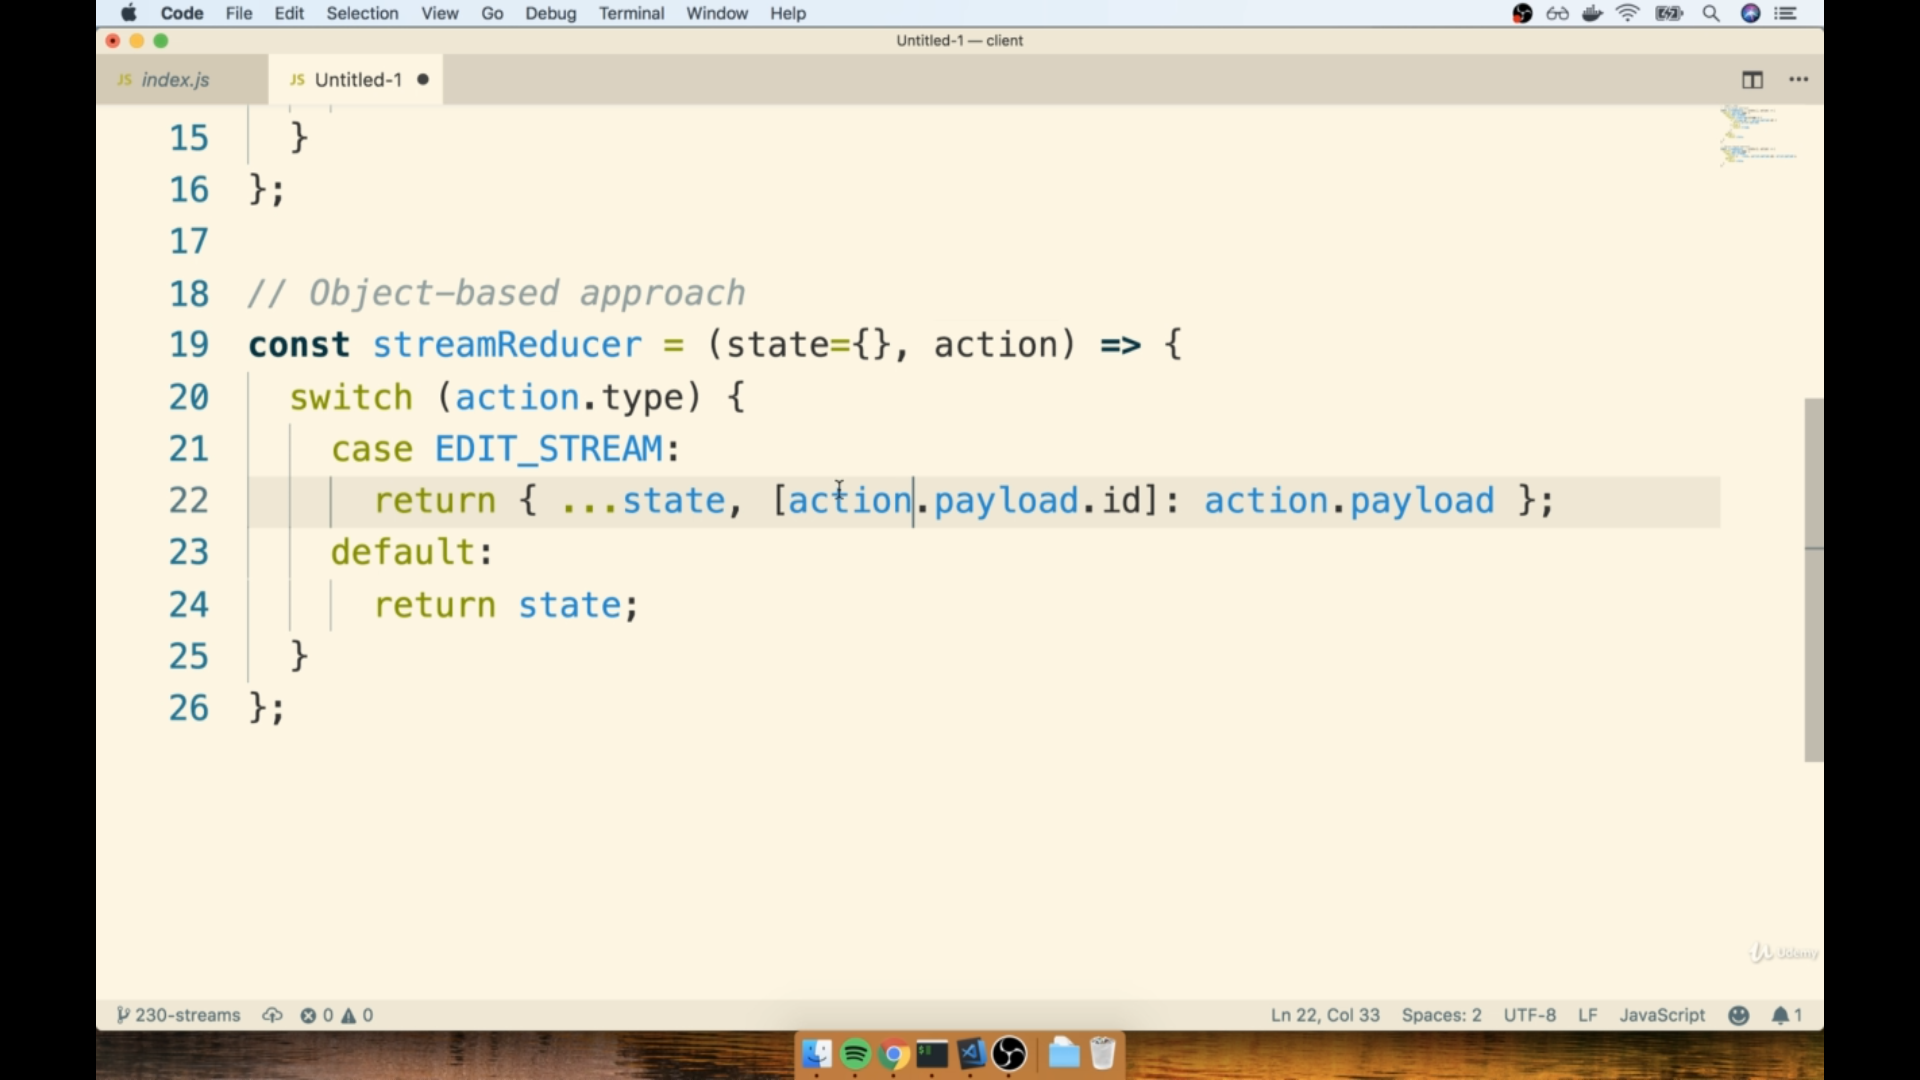 Code File Edit Selection View Go Debug Terminal Window Help
Untitled-1 — client
JS index.js JS Untitled-1
15 }
16 };
17
18 // Object-based approach
19 const streamReducer = (state={}, action) => {
20 switch (action.type) {
21 case EDIT_STREAM:
22 return { ...state, [action.payload.id]: action.payload };
23 default:
24 return state;
25 }
26 };
Udemy
230-streams 0 0 Ln 22, Col 33 Spaces: 2 UTF-8 LF JavaScript 1